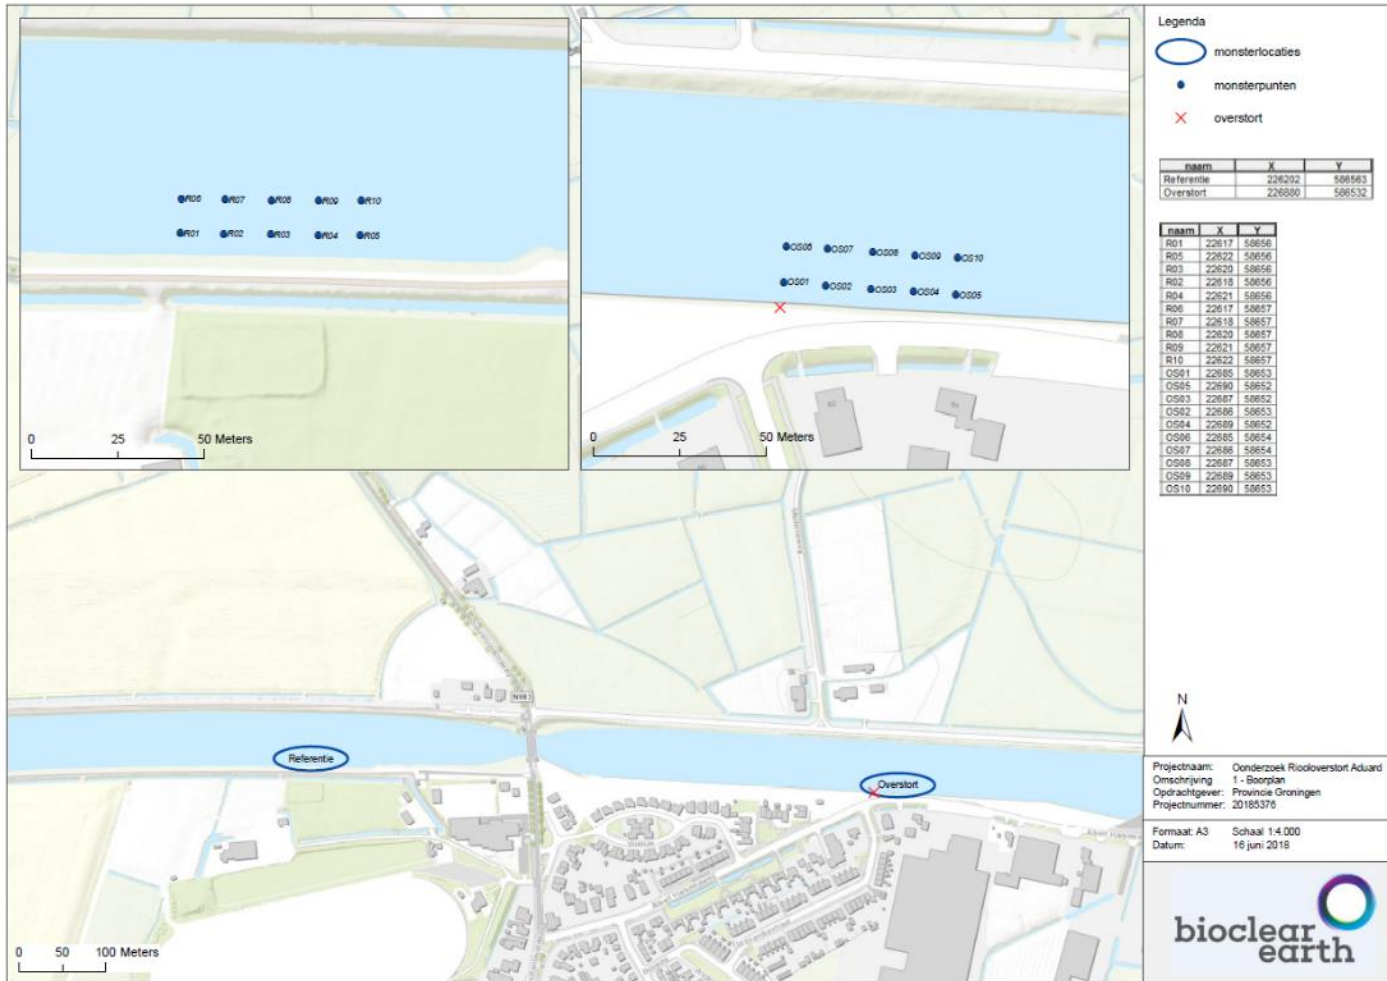 R06 R07 R08 R09 R10
R01 R02 R03 R04 R05
0 25 50 Meters
OS06 OS07 OS08 OS09 OS10
OS01 OS02 OS03 OS04 OS05
0 25 50 Meters
N983
Referentie
Overstort
0 50 100 Meters
Legenda
monsterlocaties
monsterpunten
overstort
naam X Y
Referentie 226202 586563
Overstort 226880 586532
naam X Y
R01 22617 58656
R05 22622 58656
R03 22620 58656
R02 22618 58656
R04 22621 58656
R06 22617 58657
R07 22618 58657
R08 22620 58657
R09 22621 58657
R10 22622 58657
OS01 22685 58653
OS05 22690 58652
OS03 22687 58652
OS02 22686 58653
OS04 22689 58652
OS06 22685 58654
OS07 22686 58654
OS08 22687 58653
OS09 22689 58653
OS10 22690 58653
N
Projectnaam: Oonderzoek Riooloverstort Aduard
Omschrijving 1 - Boorplan
Opdrachtgever: Provincie Groningen
Projectnummer: 20185376
Formaat: A3 Schaal 1:4.000
Datum: 16 juni 2018
bioclear
earth